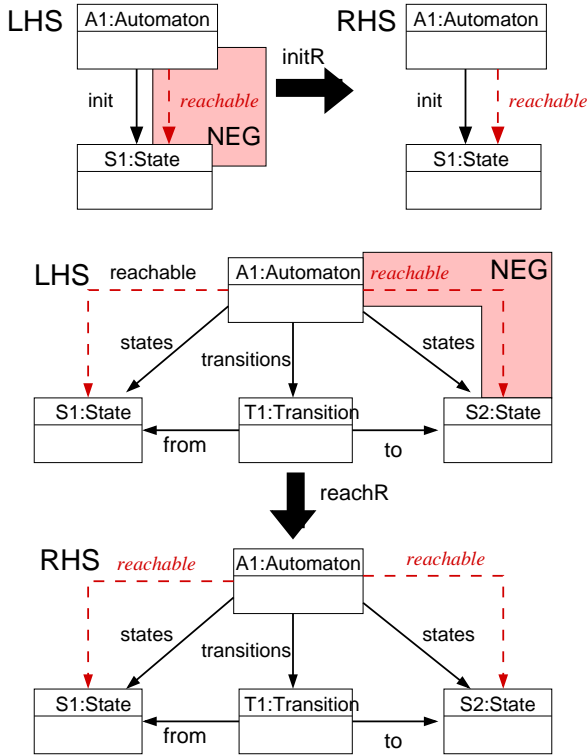 LHS
A1:Automaton
initR
RHS
A1:Automaton
init
reachable
NEG
init
reachable
S1:State
S1:State
LHS
reachable
A1:Automaton
reachable
NEG
states
transitions
states
S1:State
T1:Transition
S2:State
from
to
reachR
RHS
reachable
A1:Automaton
reachable
states
transitions
states
S1:State
T1:Transition
S2:State
from
to